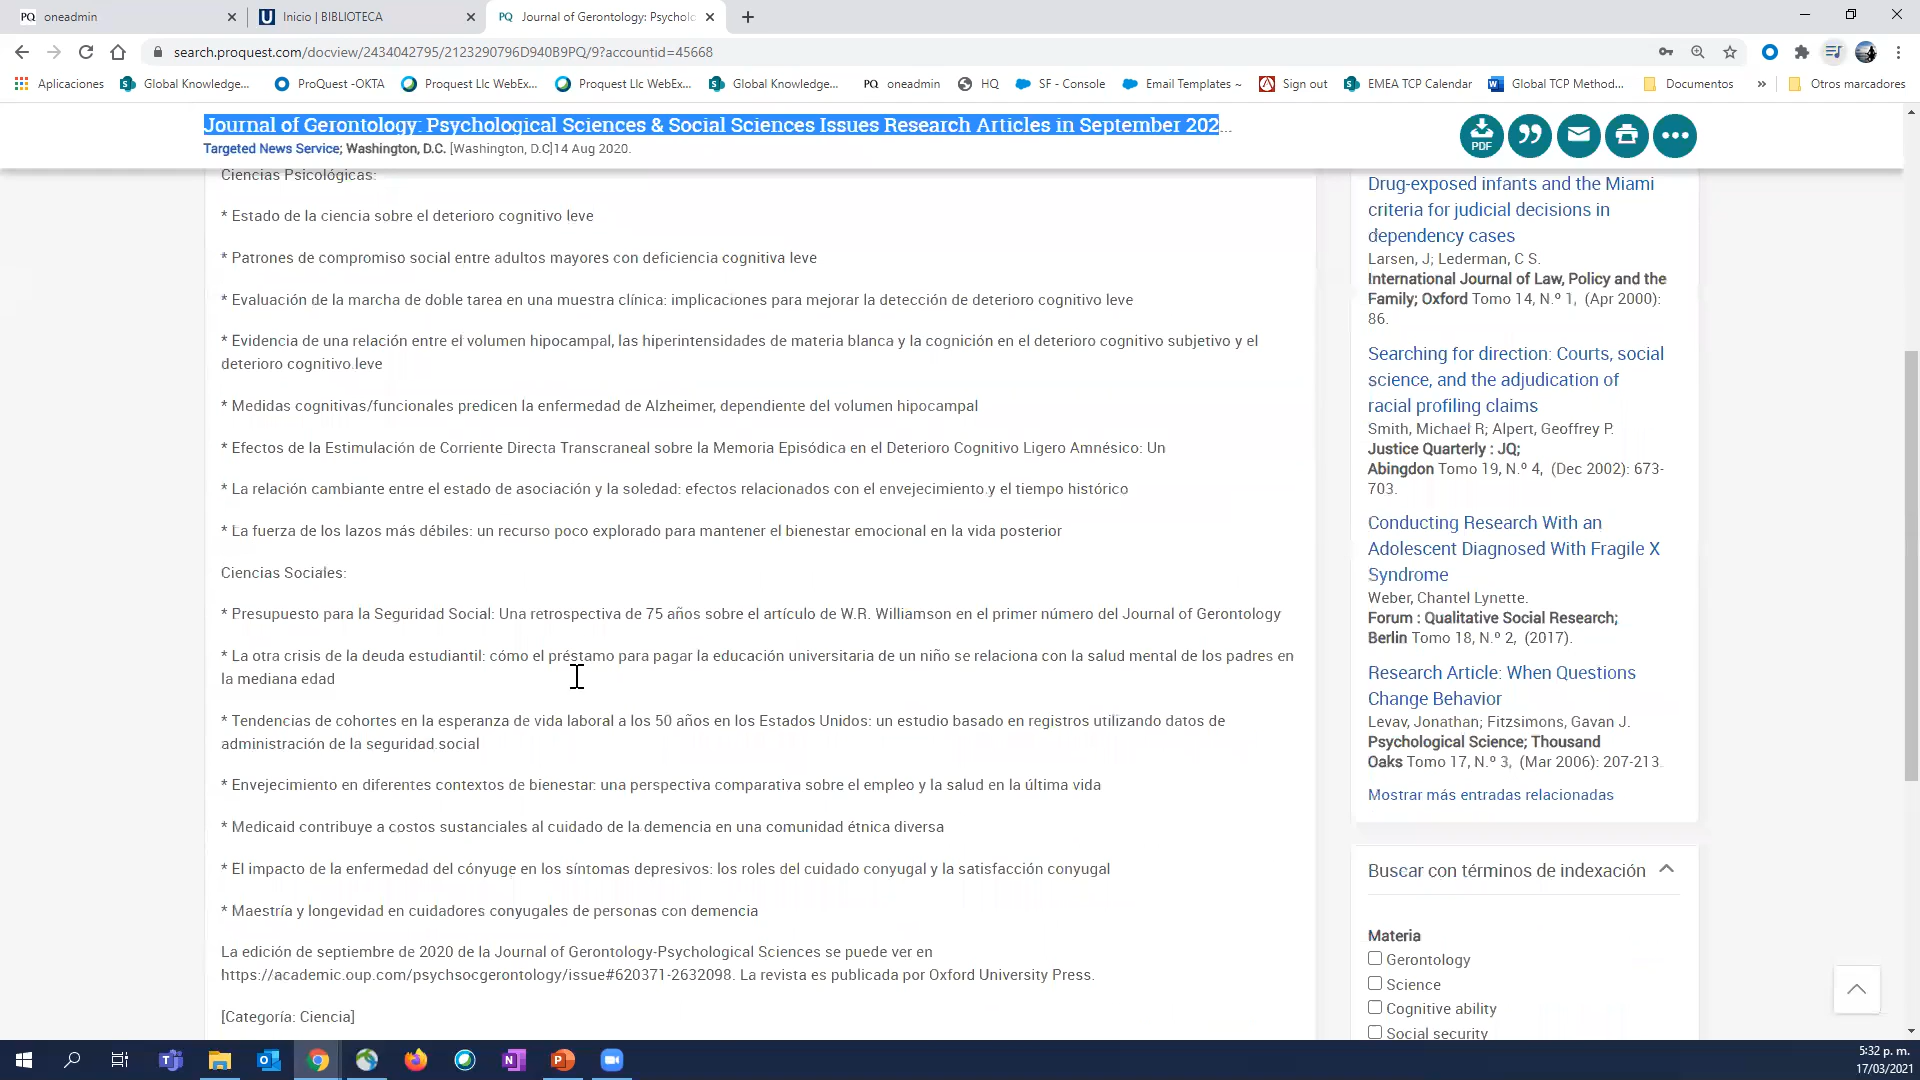 PQ oneadmin
U Inicio | BIBLIOTECA
PQ Journal of Gerontology: Psycholo
search.proquest.com/docview/2434042795/2123290796D940B9PQ/9?accountid=45668
Aplicaciones
Global Knowledge...
ProQuest -OKTA
Proquest Llc WebEx...
Proquest Llc WebEx...
Global Knowledge...
PQ oneadmin
HQ
SF - Console
Email Templates ~
Sign out
EMEA TCP Calendar
Global TCP Method...
Documentos
»
Otros marcadores
Journal of Gerontology: Psychological Sciences & Social Sciences Issues Research Articles in September 202...
Targeted News Service; Washington, D.C. [Washington, D.C]14 Aug 2020.
PDF
Ciencias Psicológicas:
* Estado de la ciencia sobre el deterioro cognitivo leve
* Patrones de compromiso social entre adultos mayores con deficiencia cognitiva leve
* Evaluación de la marcha de doble tarea en una muestra clínica: implicaciones para mejorar la detección de deterioro cognitivo leve
* Evidencia de una relación entre el volumen hipocampal, las hiperintensidades de materia blanca y la cognición en el deterioro cognitivo subjetivo y el
deterioro cognitivo leve
* Medidas cognitivas/funcionales predicen la enfermedad de Alzheimer, dependiente del volumen hipocampal
* Efectos de la Estimulación de Corriente Directa Transcraneal sobre la Memoria Episódica en el Deterioro Cognitivo Ligero Amnésico: Un
* La relación cambiante entre el estado de asociación y la soledad: efectos relacionados con el envejecimiento y el tiempo histórico
* La fuerza de los lazos más débiles: un recurso poco explorado para mantener el bienestar emocional en la vida posterior
Ciencias Sociales:
* Presupuesto para la Seguridad Social: Una retrospectiva de 75 años sobre el artículo de W.R. Williamson en el primer número del Journal of Gerontology
* La otra crisis de la deuda estudiantil: cómo el préstamo para pagar la educación universitaria de un niño se relaciona con la salud mental de los padres en
la mediana edad
* Tendencias de cohortes en la esperanza de vida laboral a los 50 años en los Estados Unidos: un estudio basado en registros utilizando datos de
administración de la seguridad social
* Envejecimiento en diferentes contextos de bienestar: una perspectiva comparativa sobre el empleo y la salud en la última vida
* Medicaid contribuye a costos sustanciales al cuidado de la demencia en una comunidad étnica diversa
* El impacto de la enfermedad del cónyuge en los síntomas depresivos: los roles del cuidado conyugal y la satisfacción conyugal
* Maestría y longevidad en cuidadores conyugales de personas con demencia
La edición de septiembre de 2020 de la Journal of Gerontology-Psychological Sciences se puede ver en
https://academic.oup.com/psychsocgerontology/issue#620371-2632098. La revista es publicada por Oxford University Press.
[Categoría: Ciencia]
Drug-exposed infants and the Miami
criteria for judicial decisions in
dependency cases
Larsen, J; Lederman, C S.
International Journal of Law, Policy and the
Family; Oxford Tomo 14, N.º 1, (Apr 2000):
86.
Searching for direction: Courts, social
science, and the adjudication of
racial profiling claims
Smith, Michael R; Alpert, Geoffrey P.
Justice Quarterly : JQ;
Abingdon Tomo 19, N.º 4, (Dec 2002): 673-
703.
Conducting Research With an
Adolescent Diagnosed With Fragile X
Syndrome
Weber, Chantel Lynette.
Forum : Qualitative Social Research;
Berlin Tomo 18, N.º 2, (2017).
Research Article: When Questions
Change Behavior
Levav, Jonathan; Fitzsimons, Gavan J.
Psychological Science; Thousand
Oaks Tomo 17, N.º 3, (Mar 2006): 207-213.
Mostrar más entradas relacionadas
Buscar con términos de indexación
Materia
Gerontology
Science
Cognitive ability
Social security
5:32 p. m.
17/03/2021